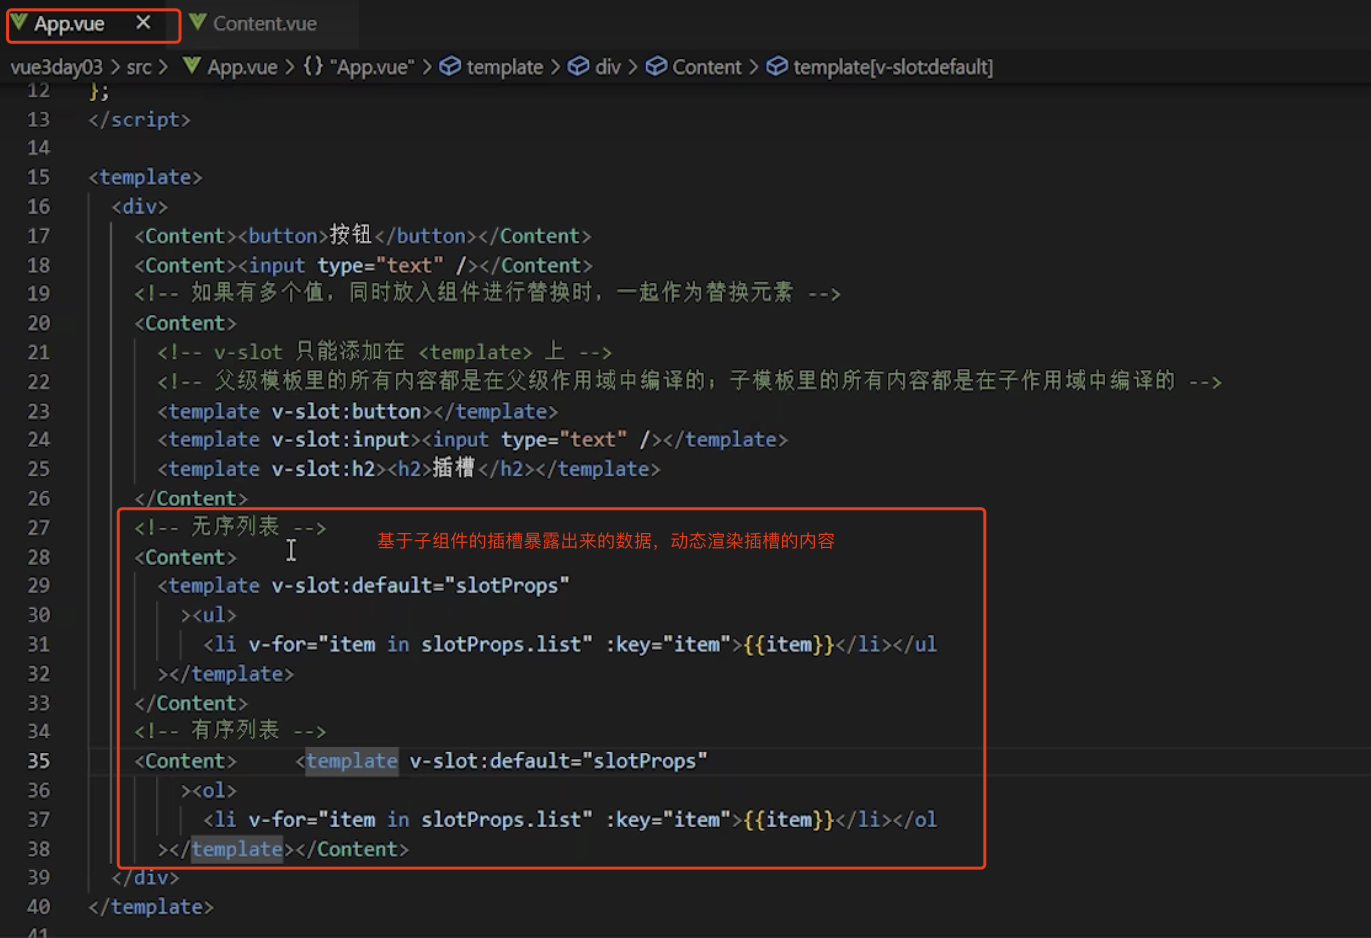 App.vue × Content.vue
vue3day03 > src > App.vue > {} "App.vue" > template > div > Content > template[v-slot:default]
12 };
13 </script>
14
15 <template>
16 <div>
17 <Content><button>按钮</button></Content>
18 <Content><input type="text" /></Content>
19 <!-- 如果有多个值，同时放入组件进行替换时，一起作为替换元素 -->
20 <Content>
21 <!-- v-slot 只能添加在 <template> 上 -->
22 <!-- 父级模板里的所有内容都是在父级作用域中编译的；子模板里的所有内容都是在子作用域中编译的 -->
23 <template v-slot:button></template>
24 <template v-slot:input><input type="text" /></template>
25 <template v-slot:h2><h2>插槽</h2></template>
26 </Content>
27 <!-- 无序列表 -->
基于子组件的插槽暴露出来的数据，动态渲染插槽的内容
28 <Content>
29 <template v-slot:default="slotProps"
30 ><ul>
31 <li v-for="item in slotProps.list" :key="item">{{item}}</li></ul
32 ></template>
33 </Content>
34 <!-- 有序列表 -->
35 <Content> <template v-slot:default="slotProps"
36 ><ol>
37 <li v-for="item in slotProps.list" :key="item">{{item}}</li></ol
38 ></template></Content>
39 </div>
40 </template>
41